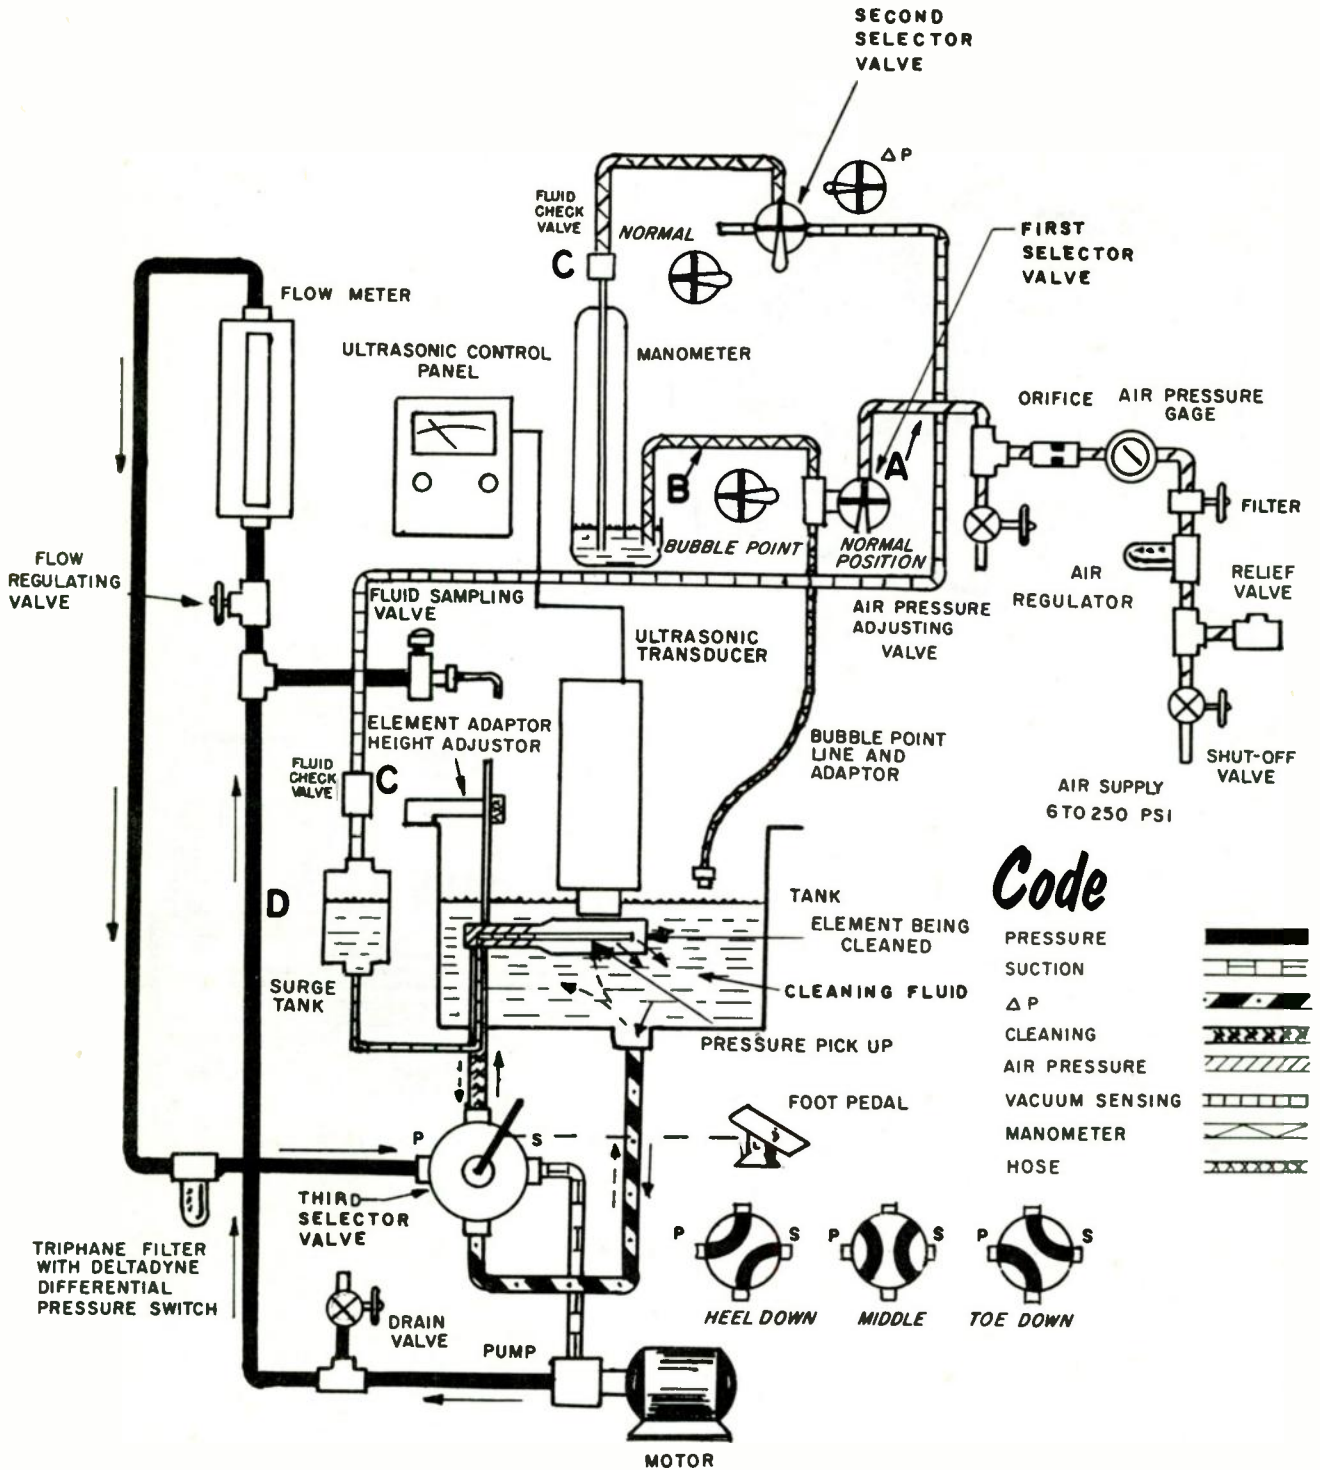 SECOND
SELECTOR
VALVE
ΔP
FLUID
CHECK
VALVE
NORMAL
C
FIRST
SELECTOR
VALVE
FLOW METER
ULTRASONIC CONTROL
PANEL
MANOMETER
ORIFICE
AIR PRESSURE
GAGE
A
B
BUBBLE POINT
NORMAL
POSITION
FILTER
FLOW
REGULATING
VALVE
FLUID SAMPLING
VALVE
AIR
REGULATOR
RELIEF
VALVE
AIR PRESSURE
ADJUSTING
VALVE
ULTRASONIC
TRANSDUCER
ELEMENT ADAPTOR
HEIGHT ADJUSTOR
BUBBLE POINT
LINE AND
ADAPTOR
SHUT-OFF
VALVE
FLUID
CHECK
VALVE
C
AIR SUPPLY
6 TO 250 PSI
D
SURGE
TANK
TANK
ELEMENT BEING
CLEANED
CLEANING FLUID
PRESSURE PICK UP
Code
PRESSURE
SUCTION
ΔP
CLEANING
AIR PRESSURE
VACUUM SENSING
MANOMETER
HOSE
FOOT PEDAL
P
S
THIRD
SELECTOR
VALVE
TRIPHANE FILTER
WITH DELTADYNE
DIFFERENTIAL
PRESSURE SWITCH
DRAIN
VALVE
PUMP
MOTOR
P
S
HEEL DOWN
P
S
MIDDLE
P
S
TOE DOWN